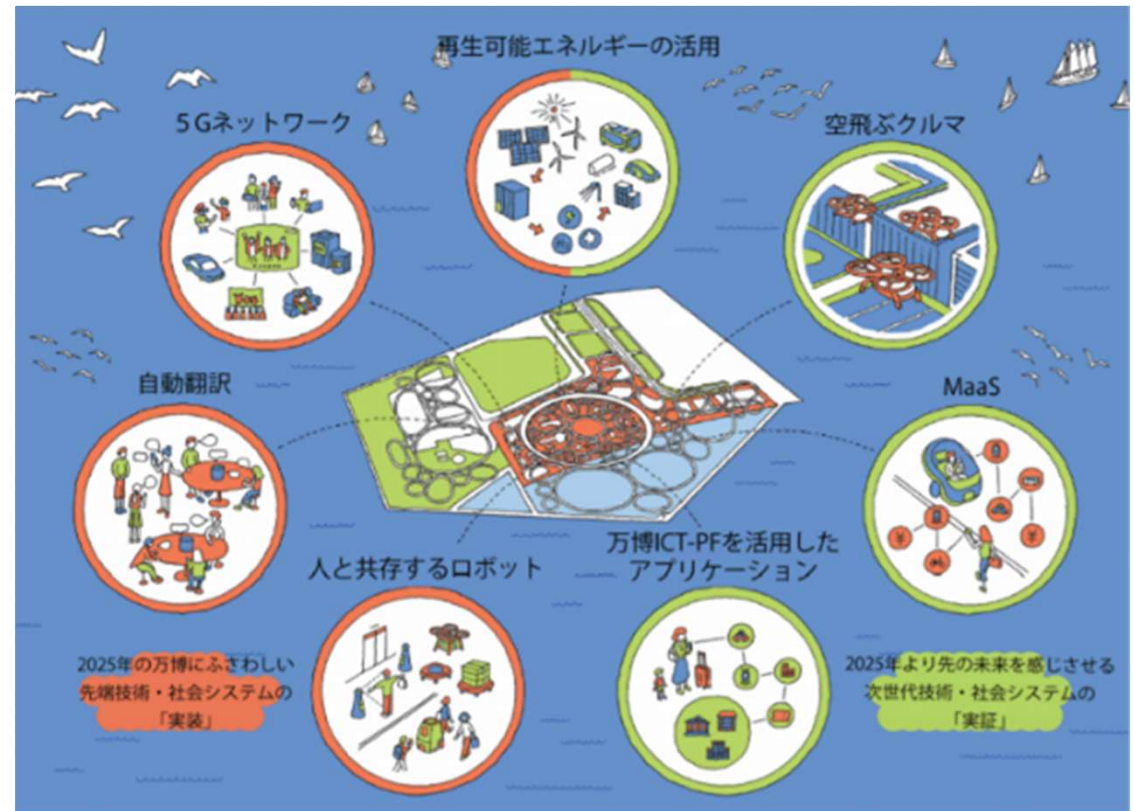 再生可能エネルギーの活用
5Gネットワーク
空飛ぶクルマ
自動翻訳
MaaS
人と共存するロボット
万博ICT-PFを活用した
アプリケーション
2025年の万博にふさわしい
先端技術・社会システムの
「実装」
2025年より先の未来を感じさせる
次世代技術・社会システムの
「実証」